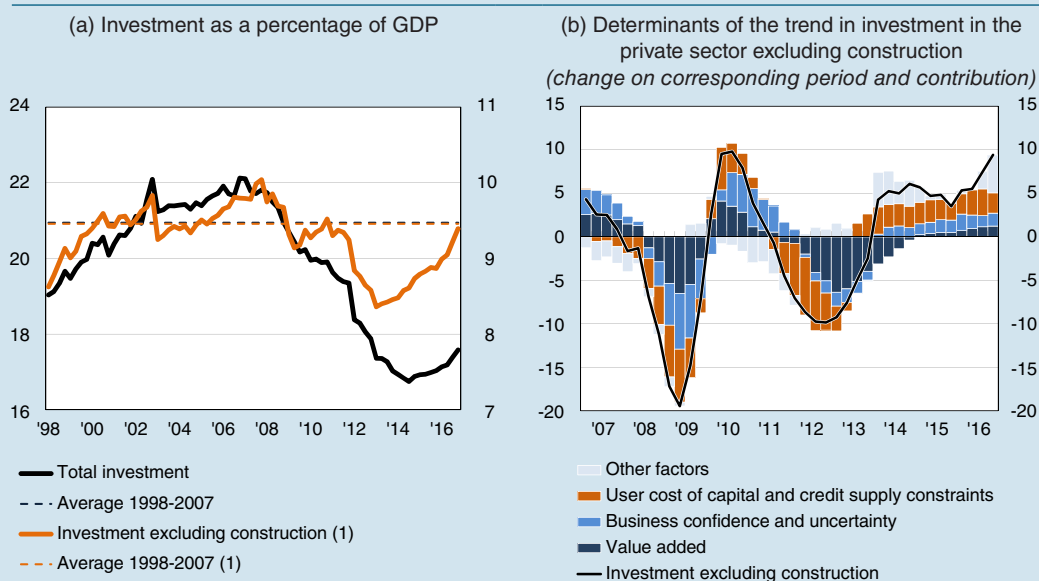 (a) Investment as a percentage of GDP
24
22
20
18
16
11
10
9
8
7
'98 '00 '02 '04 '06 '08 '10 '12 '14 '16
Total investment
Average 1998-2007
Investment excluding construction (1)
Average 1998-2007 (1)
(b) Determinants of the trend in investment in the
private sector excluding construction
(change on corresponding period and contribution)
15
10
5
0
-5
-10
-15
-20
15
10
5
0
-5
-10
-15
-20
'07 '08 '09 '10 '11 '12 '13 '14 '15 '16
Other factors
User cost of capital and credit supply constraints
Business confidence and uncertainty
Value added
Investment excluding construction